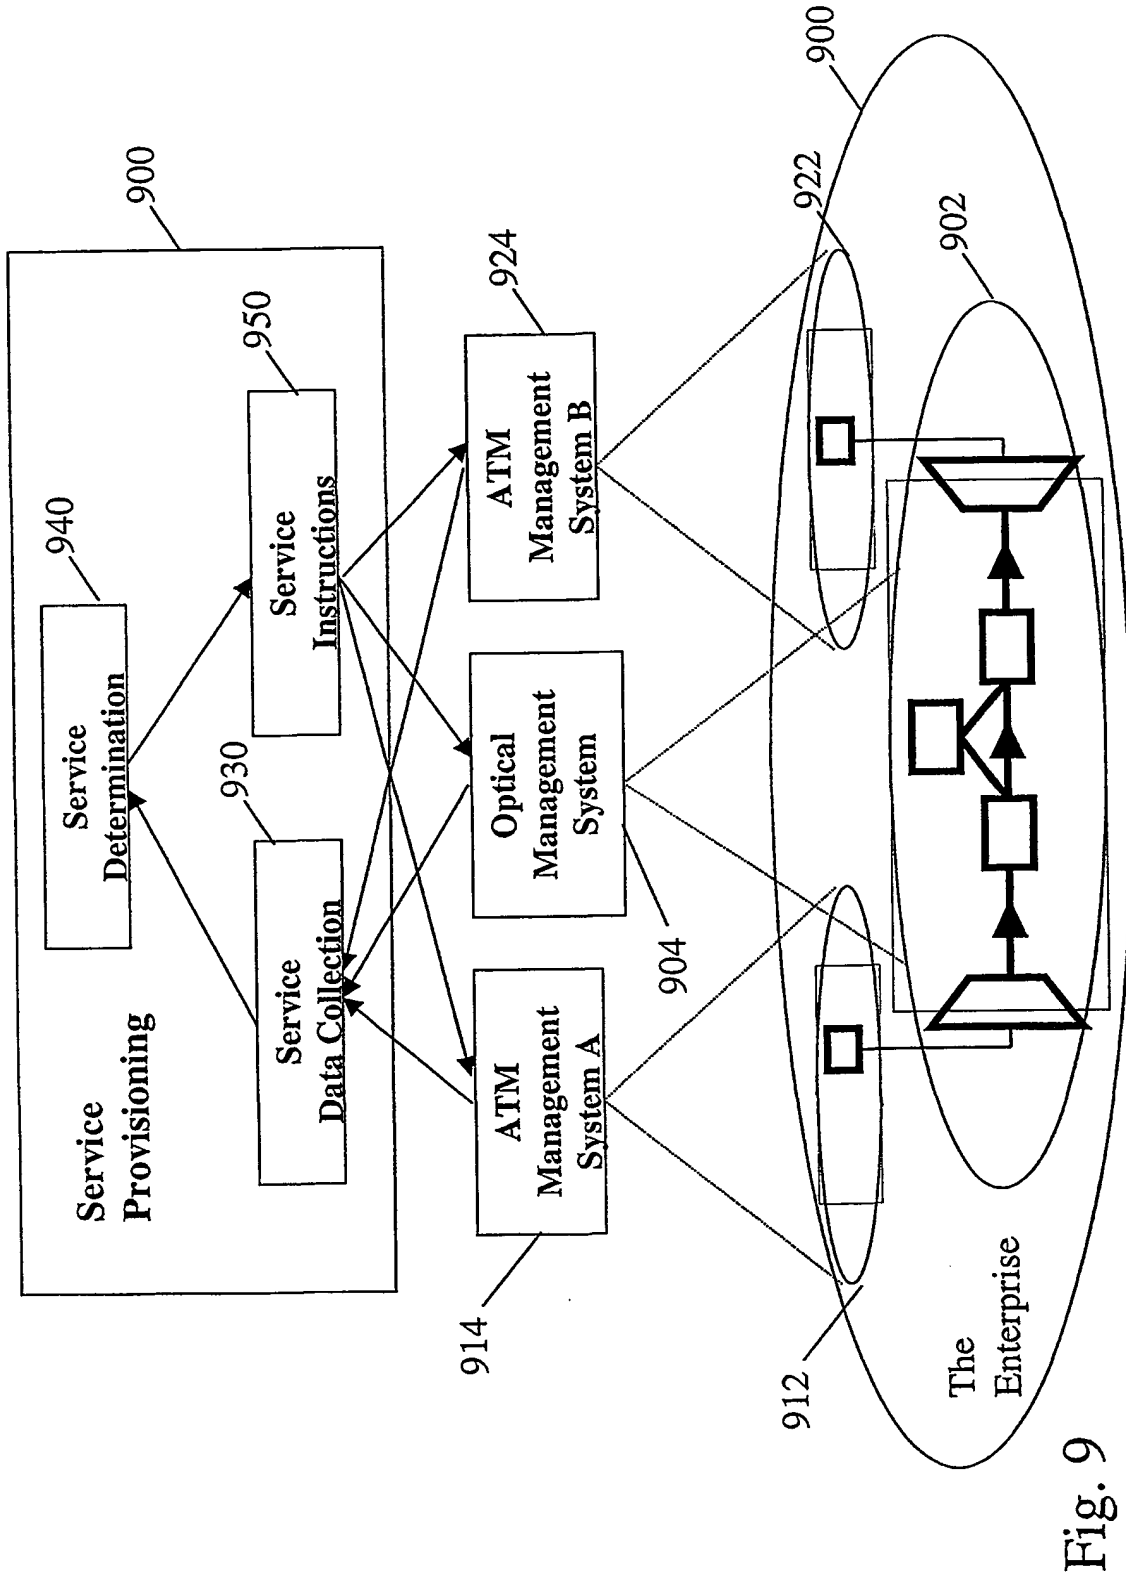 900
Service
Provisioning
940
Service
Determination
930
Service
Data Collection
950
Service
Instructions
914
ATM
Management
System A
Optical
Management
System
904
924
ATM
Management
System B
912
922
900
902
The
Enterprise
Fig. 9